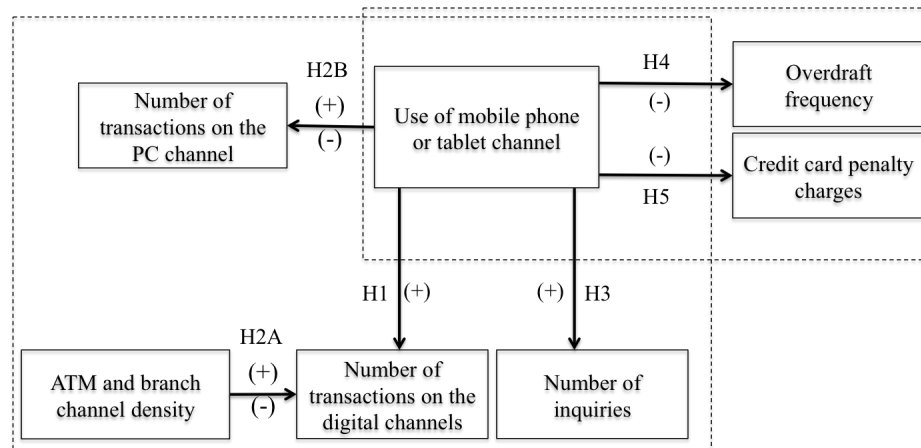 H2B
H4
Number of
transactions on the
PC channel
(+)
(-)
Use of mobile phone
or tablet channel
(-)
Overdraft
frequency
(-)
H5
Credit card penalty
charges
H1
(+)
(+)
H3
H2A
ATM and branch
channel density
(+)
(-)
Number of
transactions on the
digital channels
Number of
inquiries